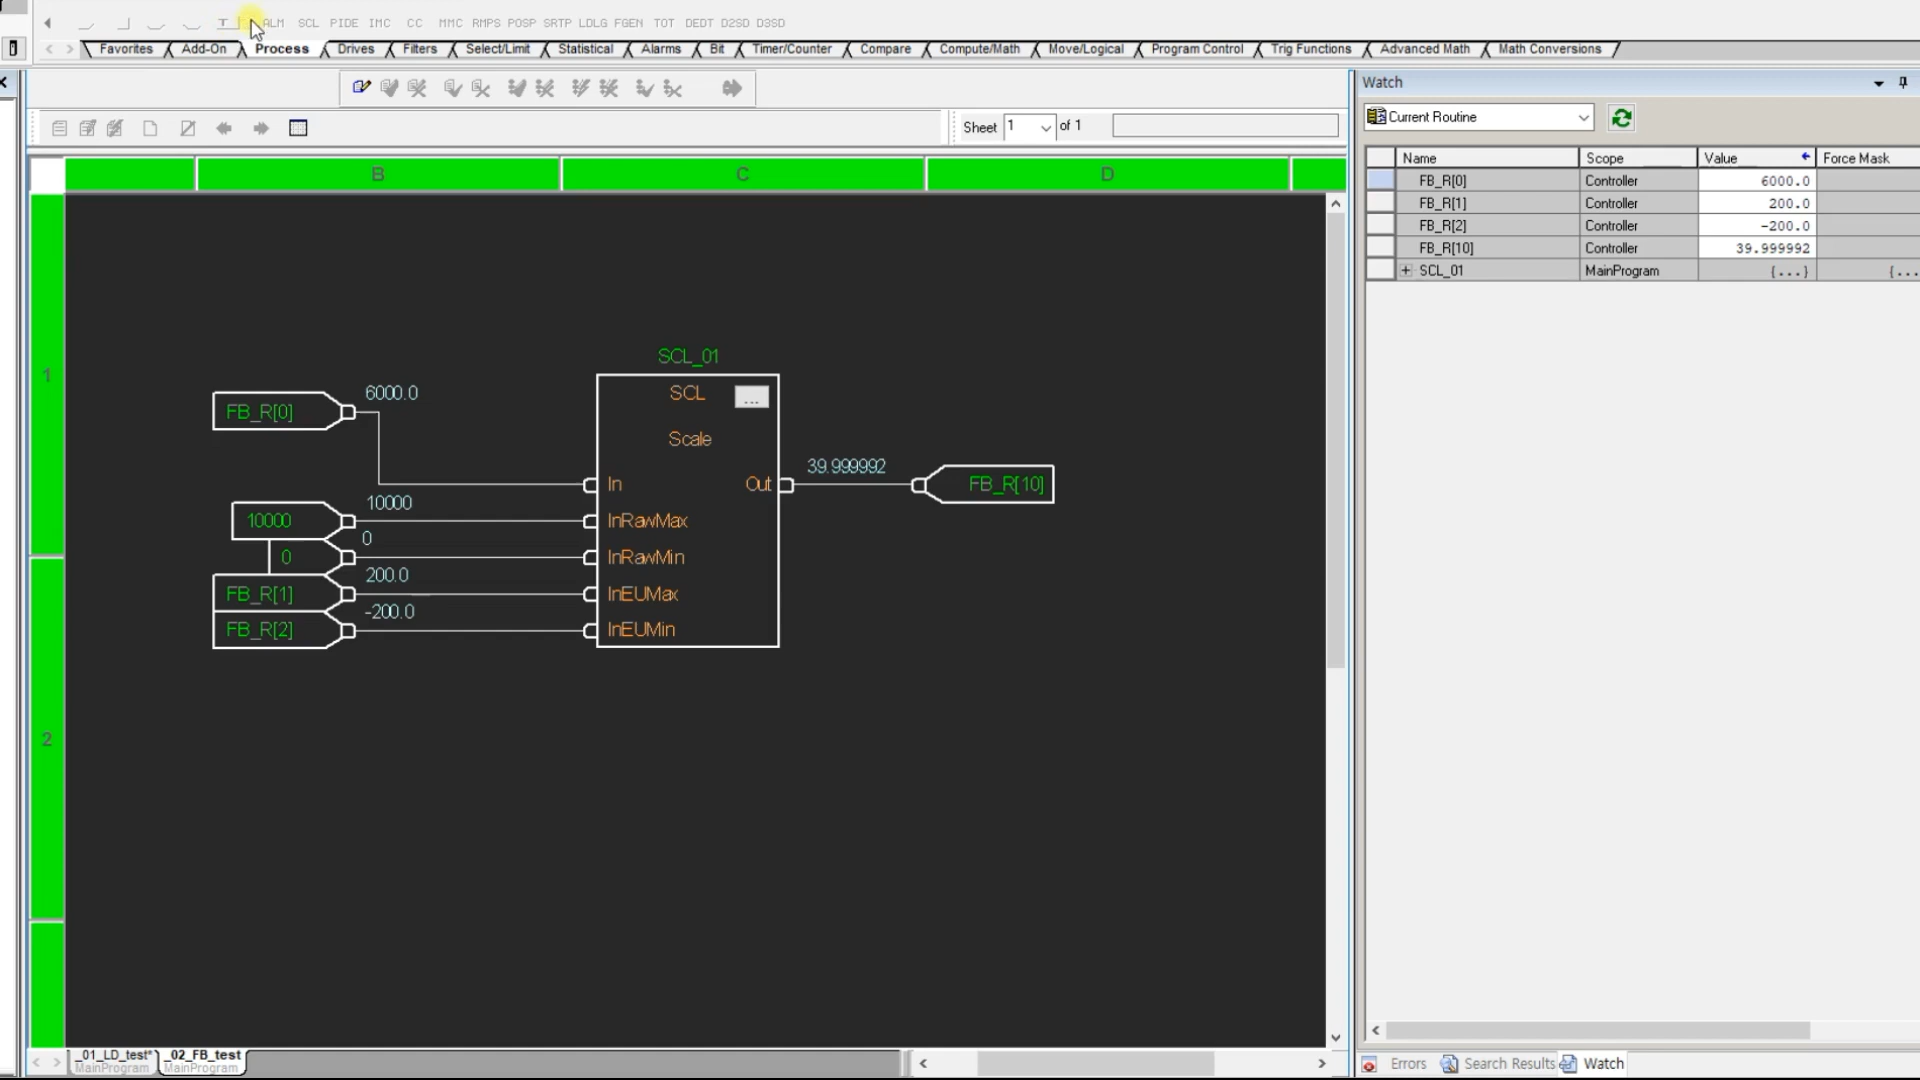 ALM SCL PIDE IMC CC MMC RMPS POSP SRTP LDLG FGEN TOT DEDT D2SD D3SD
Favorites Add-On Process Drives Filters Select/Limit Statistical Alarms Bit Timer/Counter Compare Compute/Math Move/Logical Program Control Trig Functions Advanced Math Math Conversions
Watch
Current Routine
Sheet 1 of 1
Name Scope Value Force Mask
FB_R[0] Controller 6000.0
FB_R[1] Controller 200.0
FB_R[2] Controller -200.0
FB_R[10] Controller 39.999992
+ SCL_01 MainProgram {...} {...
B C D
1
2
SCL_01
SCL ...
Scale
FB_R[0] 6000.0 In
Out 39.999992 FB_R[10]
10000 10000 InRawMax
0 0 InRawMin
FB_R[1] 200.0 InEUMax
FB_R[2] -200.0 InEUMin
_01_LD_test* _02_FB_test
MainProgram MainProgram
Errors Search Results Watch